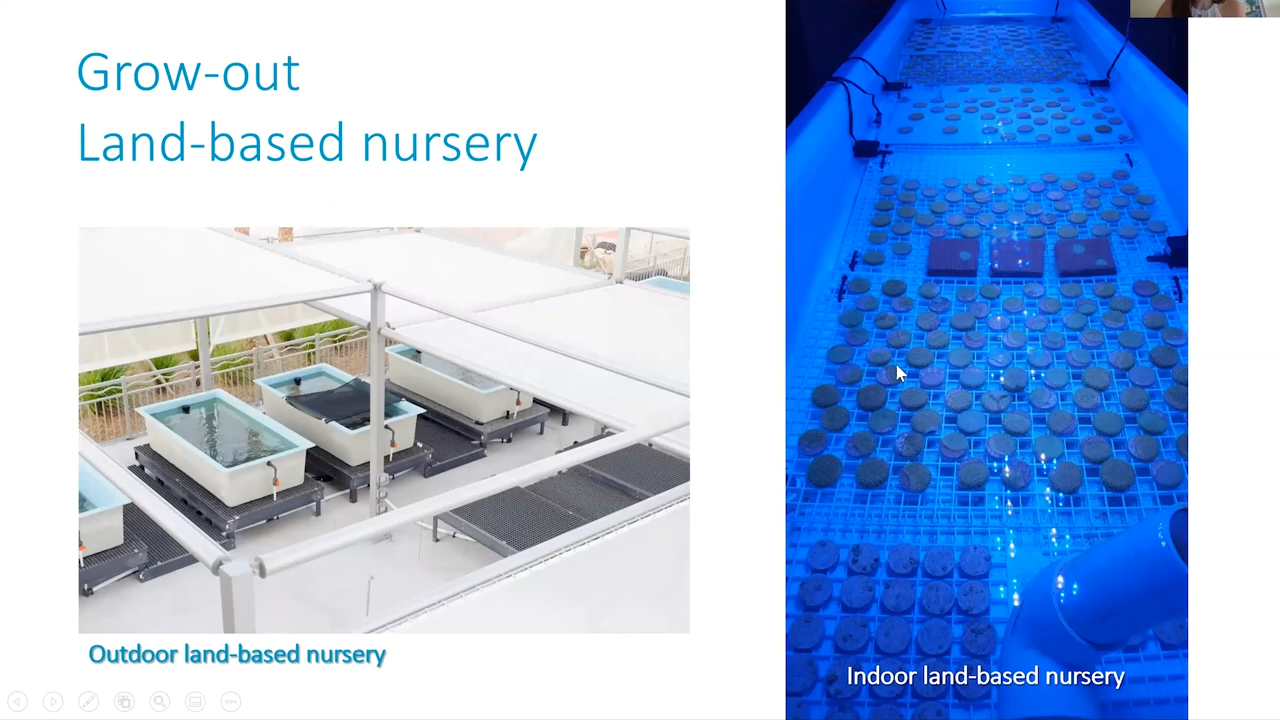 Grow-out
Land-based nursery
Outdoor land-based nursery
Indoor land-based nursery